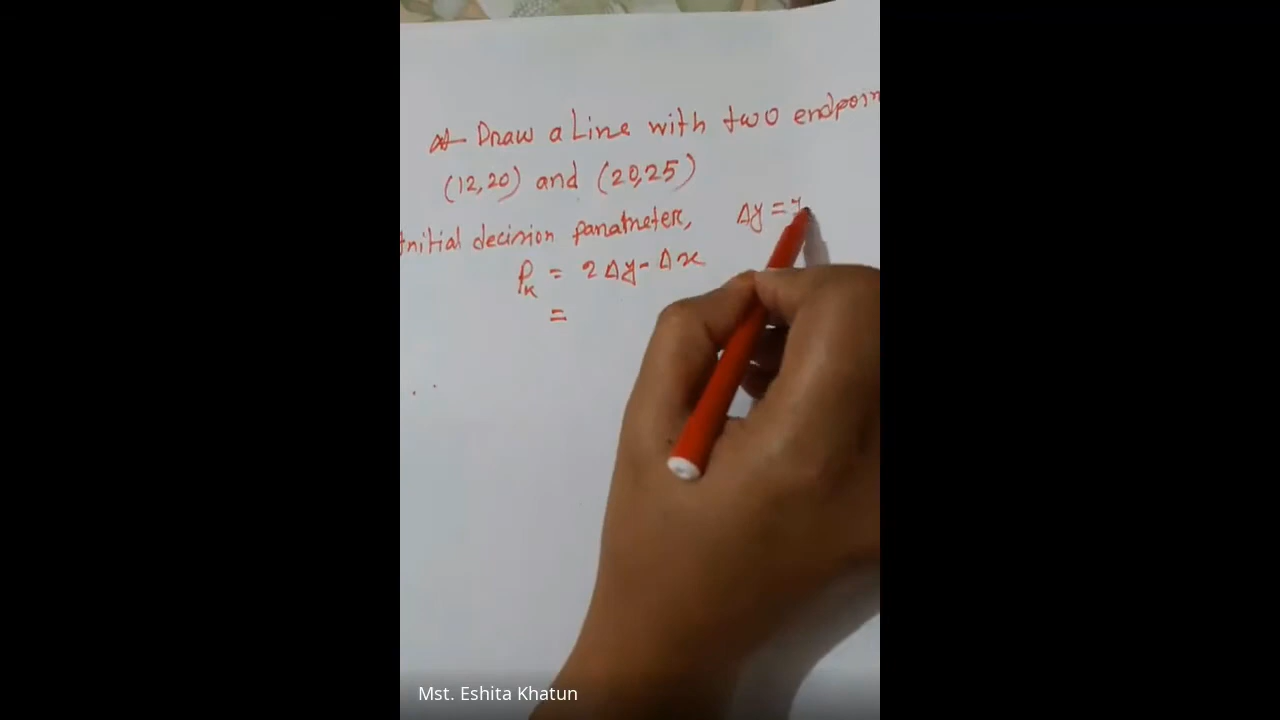 Draw a Line with two endpoin
(12,20) and (20,25)
Initial decision parameter, Δy =
Pk = 2Δy - Δx
=
Mst. Eshita Khatun